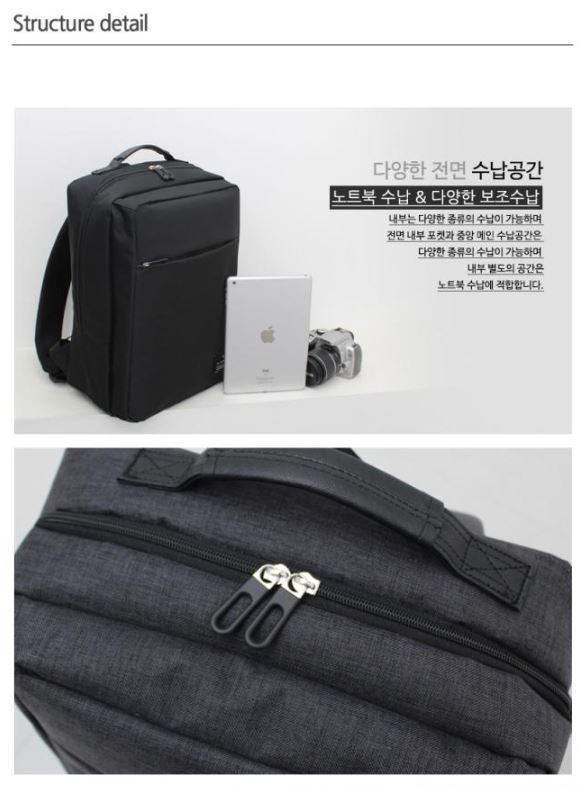 Structure detail
다양한 전면 수납공간
노트북 수납 & 다양한 보조수납
내부는 다양한 종류의 수납이 가능하며
전면 내부 포켓과 중앙 메인 수납공간은
다양한 종류의 수납이 가능하며
내부 별도의 공간은
노트북 수납에 적합합니다.
iPad